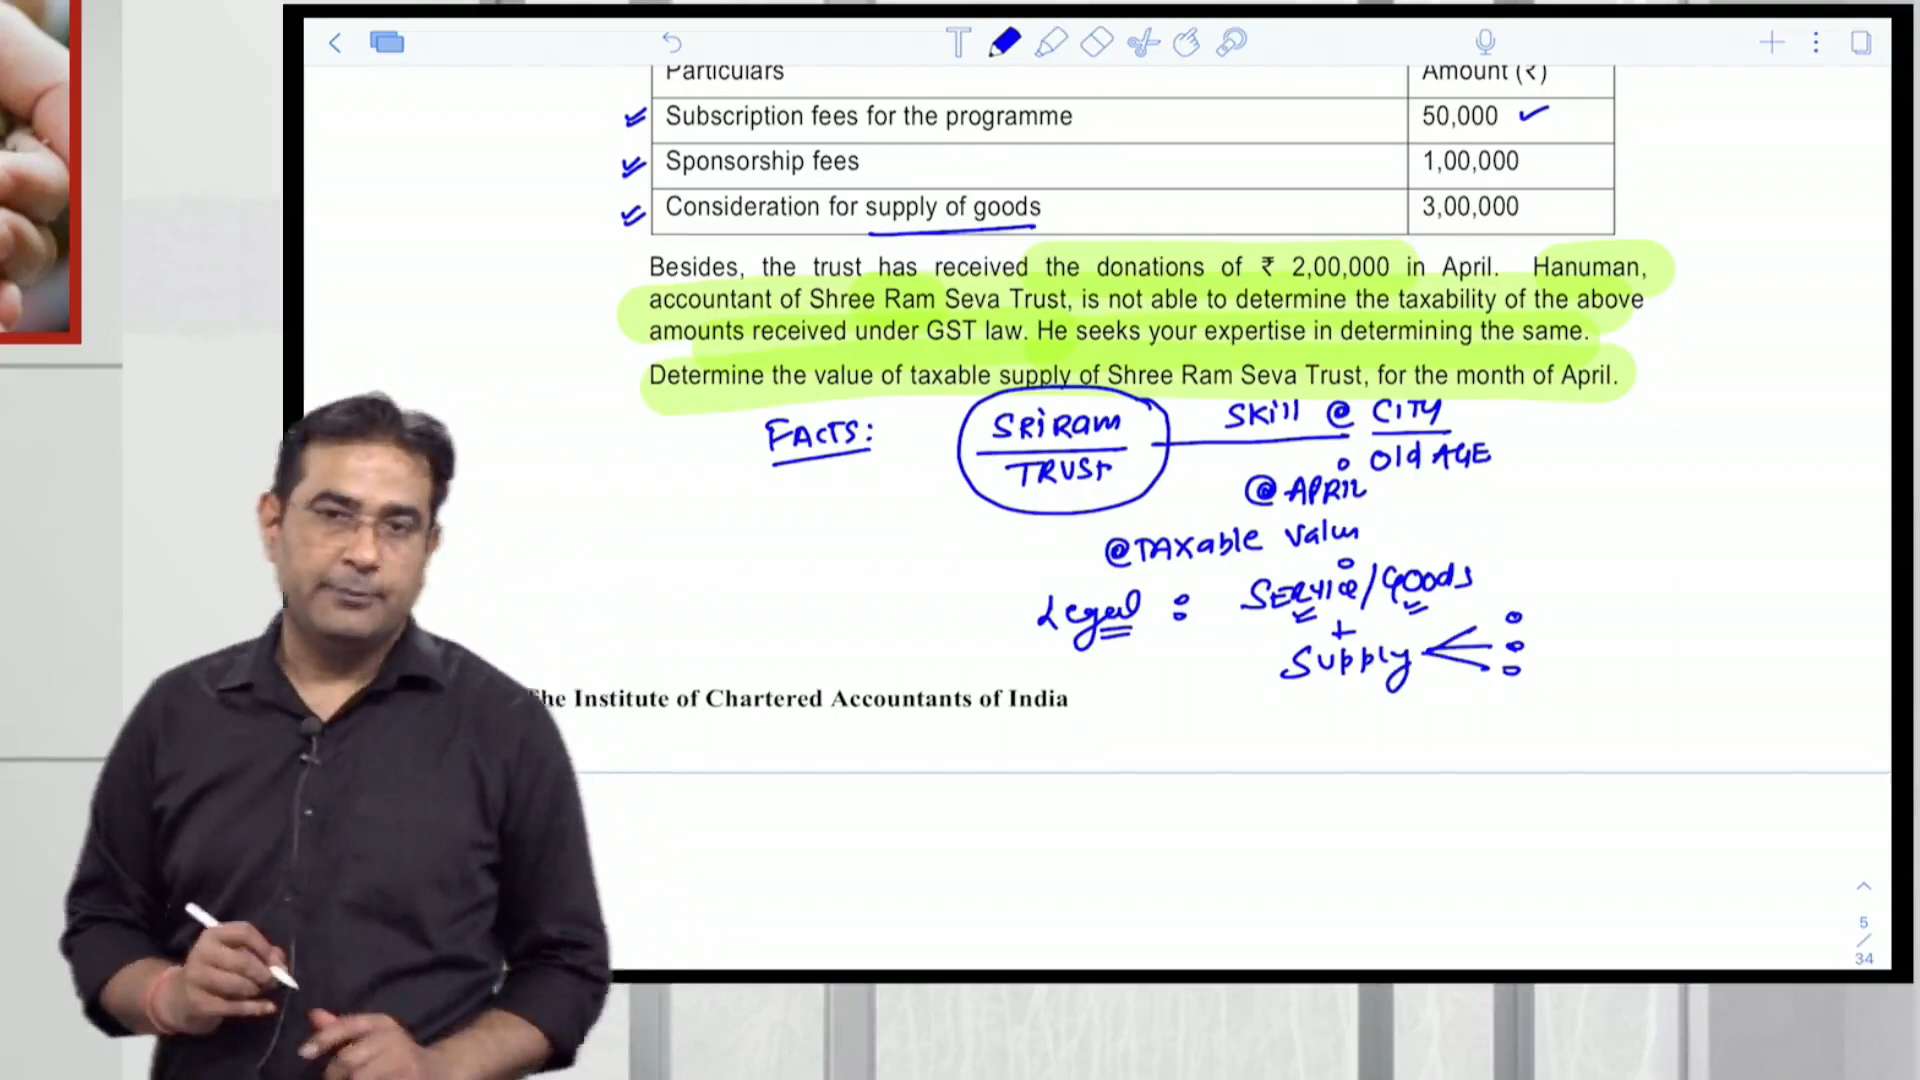 Particulars Amount (₹)
Subscription fees for the programme 50,000
Sponsorship fees 1,00,000
Consideration for supply of goods 3,00,000
Besides, the trust has received the donations of ₹ 2,00,000 in April. Hanuman,
accountant of Shree Ram Seva Trust, is not able to determine the taxability of the above
amounts received under GST law. He seeks your expertise in determining the same.
Determine the value of taxable supply of Shree Ram Seva Trust, for the month of April.
FACTS: SRI RAM TRUST SKill @ CITY
Old AGE
@ APRIL
@ TAXable Valu
Legal : SERVICE/GOODS
+
Supply
he Institute of Chartered Accountants of India
5
/
34